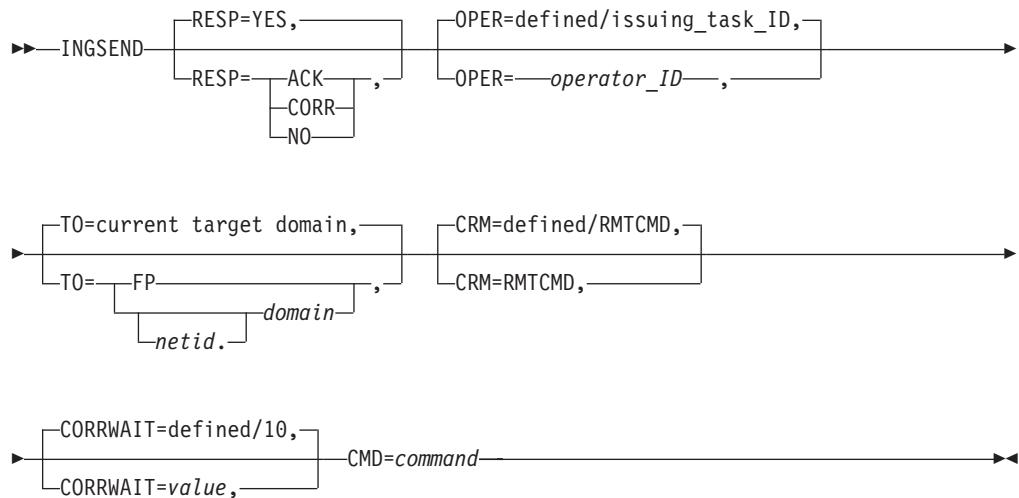 RESP=YES, OPER=defined/issuing_task_ID,
INGSEND
RESP= ACK , OPER= operator_ID ,
CORR
NO
TO=current target domain, CRM=defined/RMTCMD,
TO= FP , CRM=RMTCMD,
domain
netid.
CORRWAIT=defined/10,
CMD=command
CORRWAIT=value,